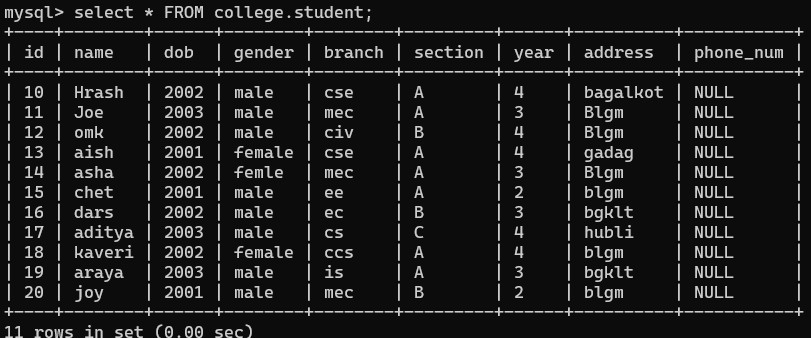 mysql> select * FROM college.student;
+----+--------+------+--------+--------+---------+------+----------+-----------+
| id | name   | dob  | gender | branch | section | year | address  | phone_num |
+----+--------+------+--------+--------+---------+------+----------+-----------+
| 10 | Hrash  | 2002 | male   | cse    | A       | 4    | bagalkot | NULL      |
| 11 | Joe    | 2003 | male   | mec    | A       | 3    | Blgm     | NULL      |
| 12 | omk    | 2002 | male   | civ    | B       | 4    | Blgm     | NULL      |
| 13 | aish   | 2001 | female | cse    | A       | 4    | gadag    | NULL      |
| 14 | asha   | 2002 | femle  | mec    | A       | 3    | Blgm     | NULL      |
| 15 | chet   | 2001 | male   | ee     | A       | 2    | blgm     | NULL      |
| 16 | dars   | 2002 | male   | ec     | B       | 3    | bgklt    | NULL      |
| 17 | aditya | 2003 | male   | cs     | C       | 4    | hubli    | NULL      |
| 18 | kaveri | 2002 | female | ccs    | A       | 4    | blgm     | NULL      |
| 19 | araya  | 2003 | male   | is     | A       | 3    | bgklt    | NULL      |
| 20 | joy    | 2001 | male   | mec    | B       | 2    | blgm     | NULL      |
+----+--------+------+--------+--------+---------+------+----------+-----------+
11 rows in set (0.00 sec)